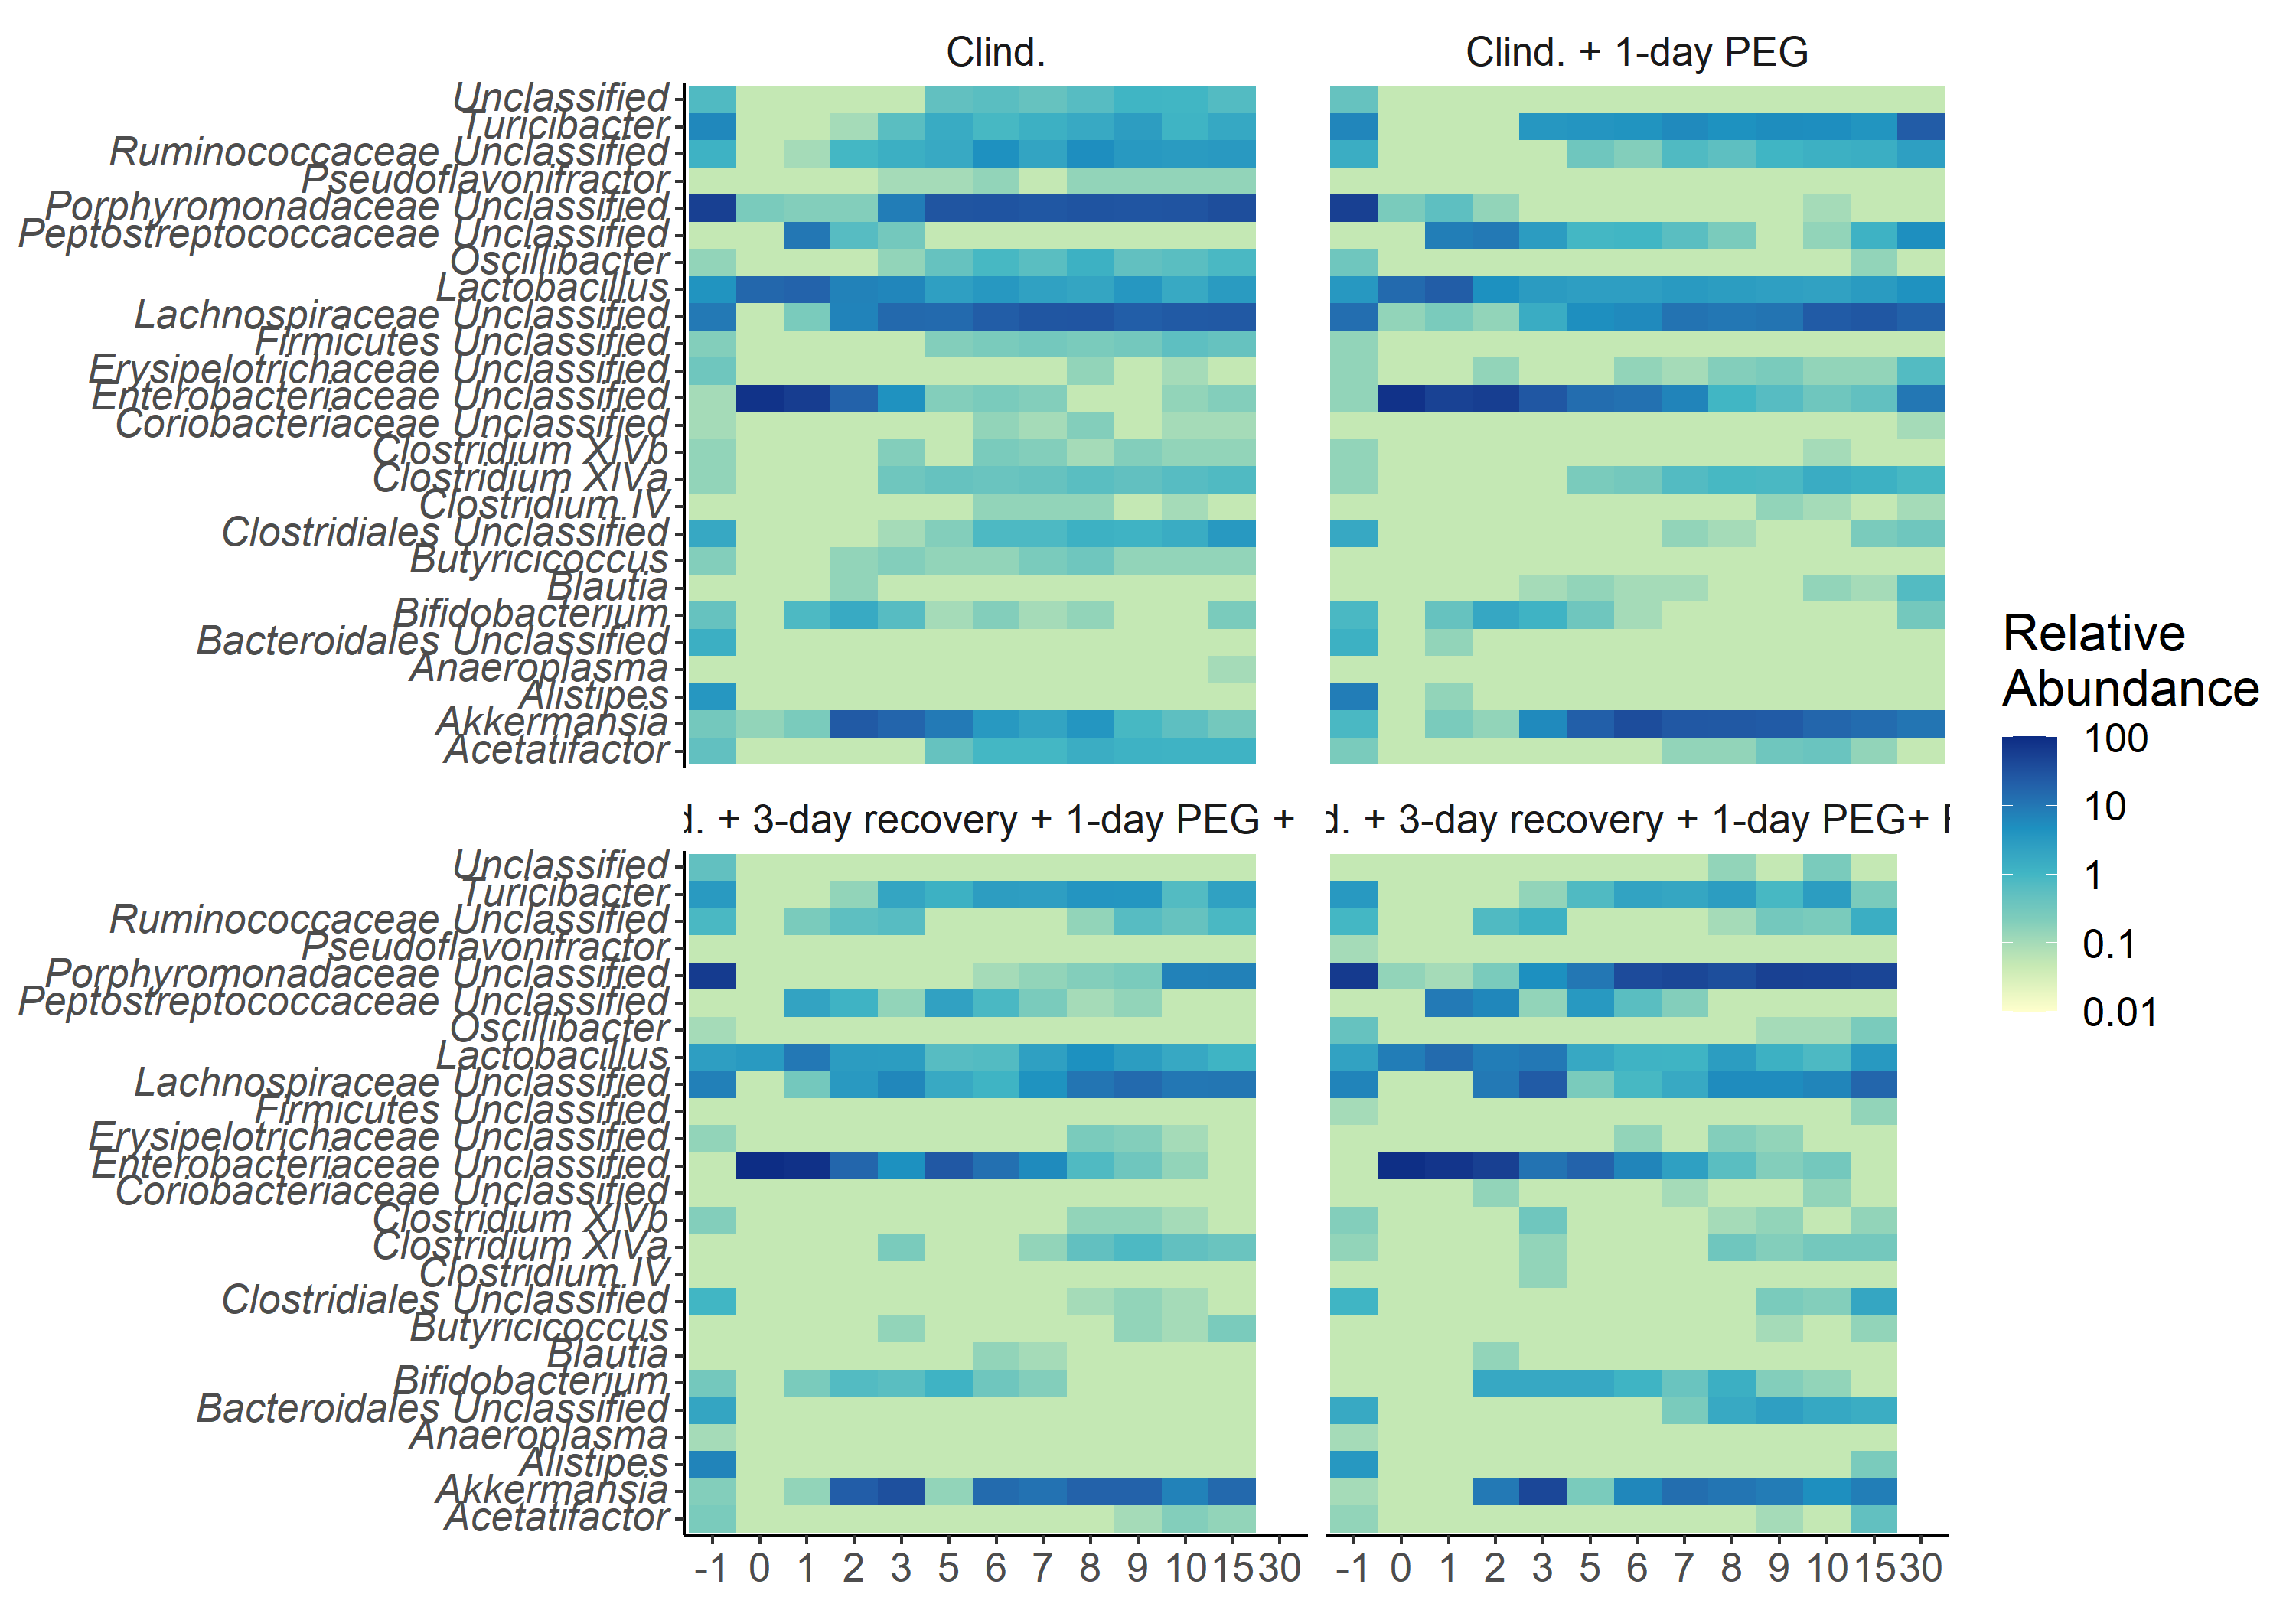 Clind.
Clind. + 1-day PEG
Unclassified
Turicibacter
Ruminococcaceae Unclassified
Pseudoflavonifractor
Porphyromonadaceae Unclassified
Peptostreptococcaceae Unclassified
Oscillibacter
Lactobacillus
Lachnospiraceae Unclassified
Firmicutes Unclassified
Erysipelotrichaceae Unclassified
Enterobacteriaceae Unclassified
Coriobacteriaceae Unclassified
Clostridium XIVb
Clostridium XIVa
Clostridium IV
Clostridiales Unclassified
Butyricicoccus
Blautia
Bifidobacterium
Bacteroidales Unclassified
Anaeroplasma
Alistipes
Akkermansia
Acetatifactor
d. + 3-day recovery + 1-day PEG +
d. + 3-day recovery + 1-day PEG+
Unclassified
Turicibacter
Ruminococcaceae Unclassified
Pseudoflavonifractor
Porphyromonadaceae Unclassified
Peptostreptococcaceae Unclassified
Oscillibacter
Lactobacillus
Lachnospiraceae Unclassified
Firmicutes Unclassified
Erysipelotrichaceae Unclassified
Enterobacteriaceae Unclassified
Coriobacteriaceae Unclassified
Clostridium XIVb
Clostridium XIVa
Clostridium IV
Clostridiales Unclassified
Butyricicoccus
Blautia
Bifidobacterium
Bacteroidales Unclassified
Anaeroplasma
Alistipes
Akkermansia
Acetatifactor
-1 0 1 2 3 5 6 7 8 9 10 15 30
-1 0 1 2 3 5 6 7 8 9 10 15 30
Relative
Abundance
100
10
1
0.1
0.01